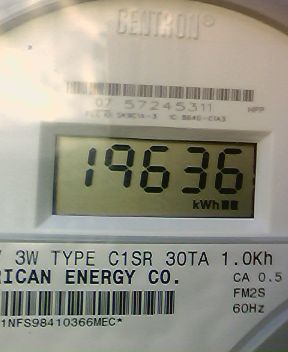 CENTRON®
07 57245311
19636
kWh
3W TYPE C1SR 30TA 1.0Kh
RICAN ENERGY CO.
CA 0.5
FM2S
60Hz
1NFS98410366MEC*